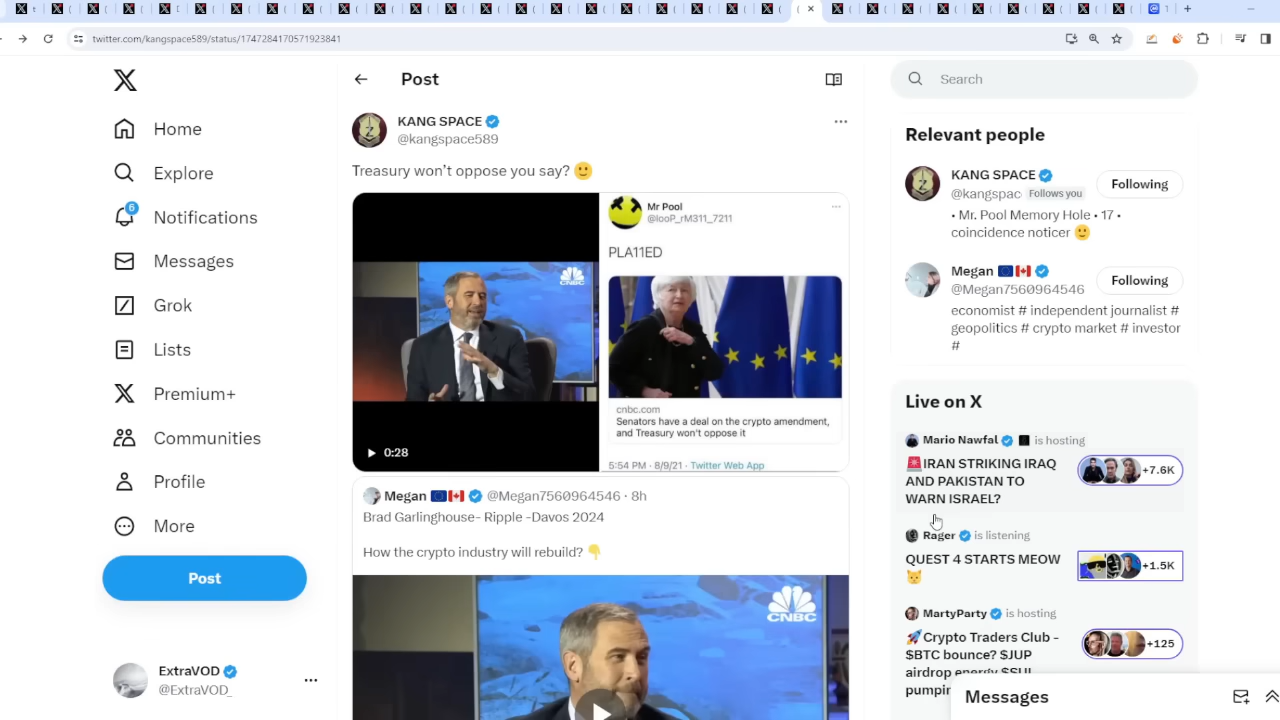 twitter.com/kangspace589/status/1747284170571923841
X
Home
Explore
6
Notifications
Messages
Grok
Lists
Premium+
Communities
Profile
More
Post
ExtraVOD
@ExtraVOD_
Post
KANG SPACE
@kangspace589
Treasury won't oppose you say? 🙂
CNBC
0:28
Mr Pool
@looP_rM311_7211
PLA11ED
cnbc.com
Senators have a deal on the crypto amendment,
and Treasury won't oppose it
5:54 PM · 8/9/21 · Twitter Web App
Megan 🇪🇺🇨🇦 @Megan7560964546 · 8h
Brad Garlinghouse- Ripple -Davos 2024
How the crypto industry will rebuild? 👇
CNBC
Search
Relevant people
KANG SPACE
@kangspac Follows you
Following
• Mr. Pool Memory Hole • 17 •
coincidence noticer 🙂
Megan 🇪🇺🇨🇦
@Megan7560964546
Following
economist # independent journalist #
geopolitics # crypto market # investor
#
Live on X
Mario Nawfal is hosting
🚨IRAN STRIKING IRAQ
AND PAKISTAN TO
WARN ISRAEL?
+7.6K
Rager is listening
QUEST 4 STARTS MEOW
🐱
+1.5K
MartyParty is hosting
🚀Crypto Traders Club -
$BTC bounce? $JUP
airdrop energy $SUI
pumpin
+125
Messages